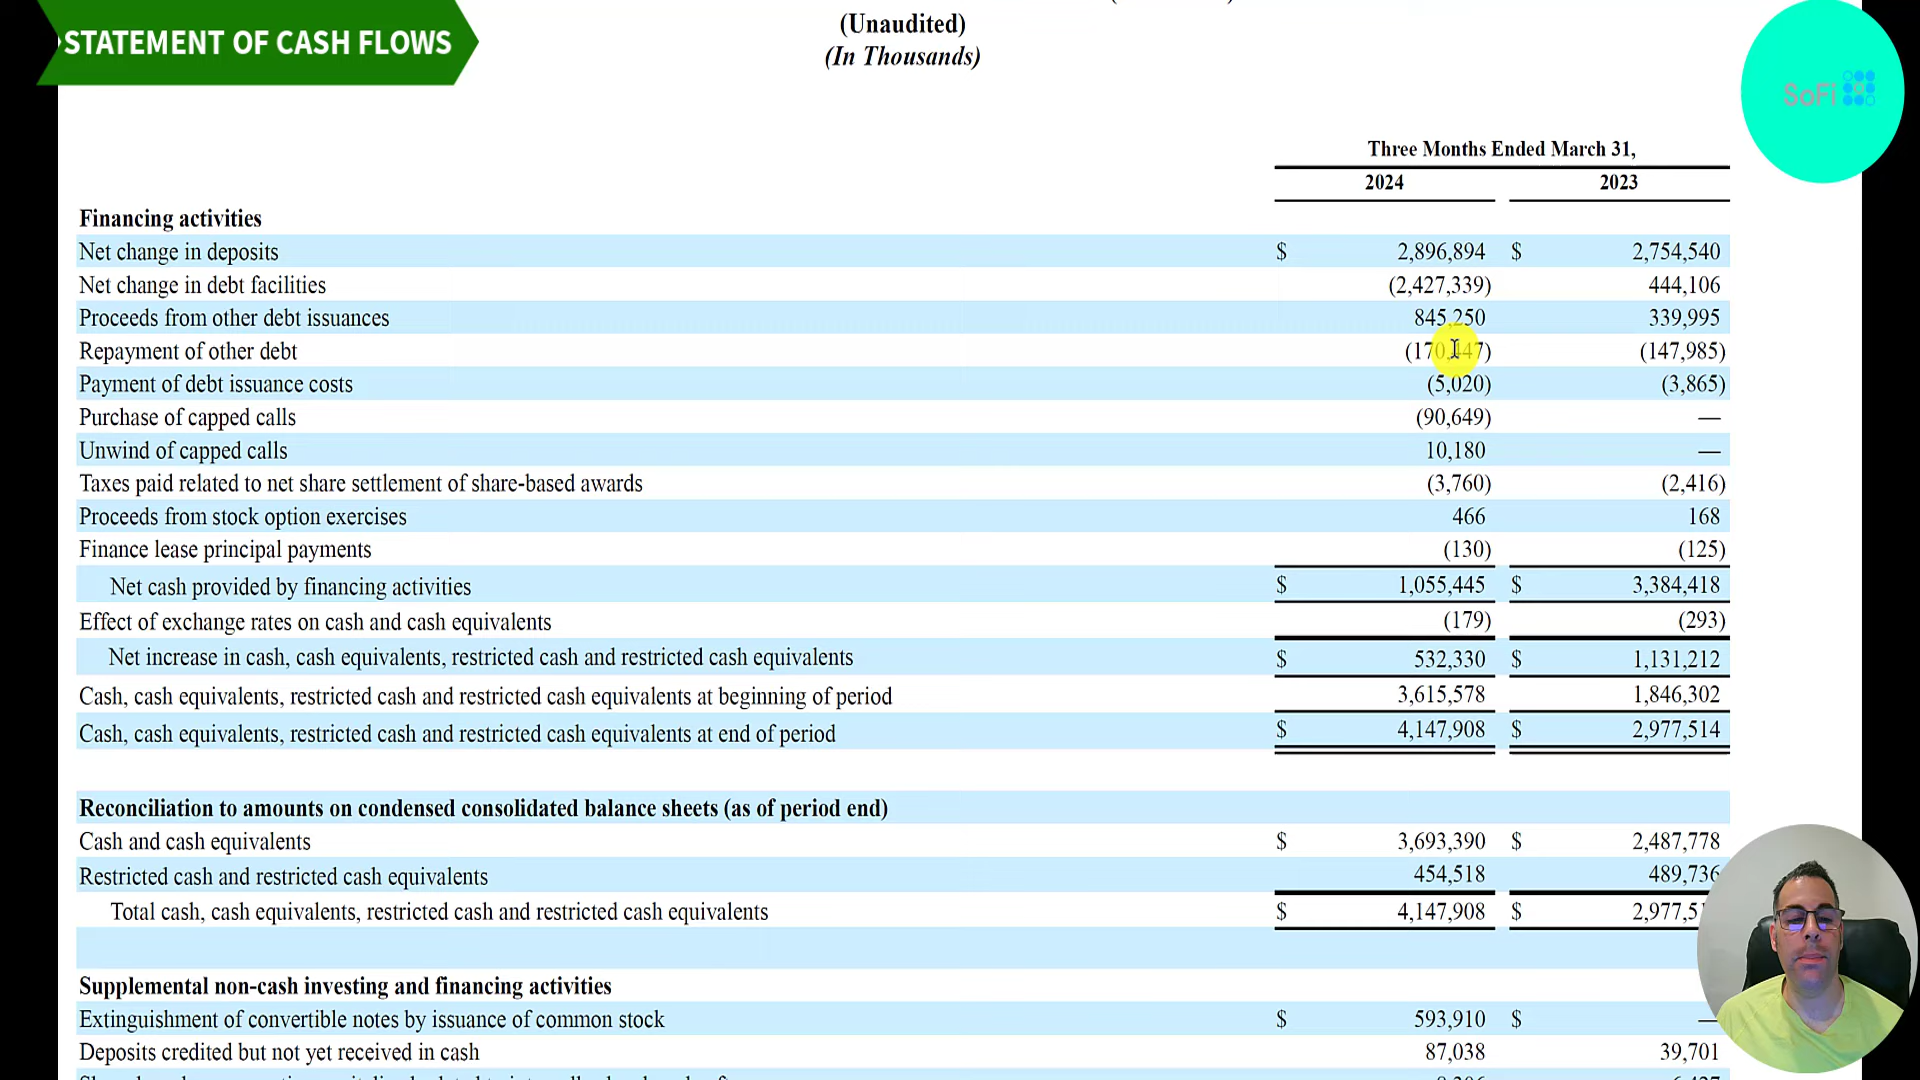 STATEMENT OF CASH FLOWS
(Unaudited)
(In Thousands)
SoFi
Three Months Ended March 31,
2024 2023
Financing activities
Net change in deposits $ 2,896,894 $ 2,754,540
Net change in debt facilities (2,427,339) 444,106
Proceeds from other debt issuances 845,250 339,995
Repayment of other debt (170,447) (147,985)
Payment of debt issuance costs (5,020) (3,865)
Purchase of capped calls (90,649) —
Unwind of capped calls 10,180 —
Taxes paid related to net share settlement of share-based awards (3,760) (2,416)
Proceeds from stock option exercises 466 168
Finance lease principal payments (130) (125)
Net cash provided by financing activities $ 1,055,445 $ 3,384,418
Effect of exchange rates on cash and cash equivalents (179) (293)
Net increase in cash, cash equivalents, restricted cash and restricted cash equivalents $ 532,330 $ 1,131,212
Cash, cash equivalents, restricted cash and restricted cash equivalents at beginning of period 3,615,578 1,846,302
Cash, cash equivalents, restricted cash and restricted cash equivalents at end of period $ 4,147,908 $ 2,977,514
Reconciliation to amounts on condensed consolidated balance sheets (as of period end)
Cash and cash equivalents $ 3,693,390 $ 2,487,778
Restricted cash and restricted cash equivalents 454,518 489,736
Total cash, cash equivalents, restricted cash and restricted cash equivalents $ 4,147,908 $ 2,977,5
Supplemental non-cash investing and financing activities
Extinguishment of convertible notes by issuance of common stock $ 593,910 $ —
Deposits credited but not yet received in cash 87,038 39,701